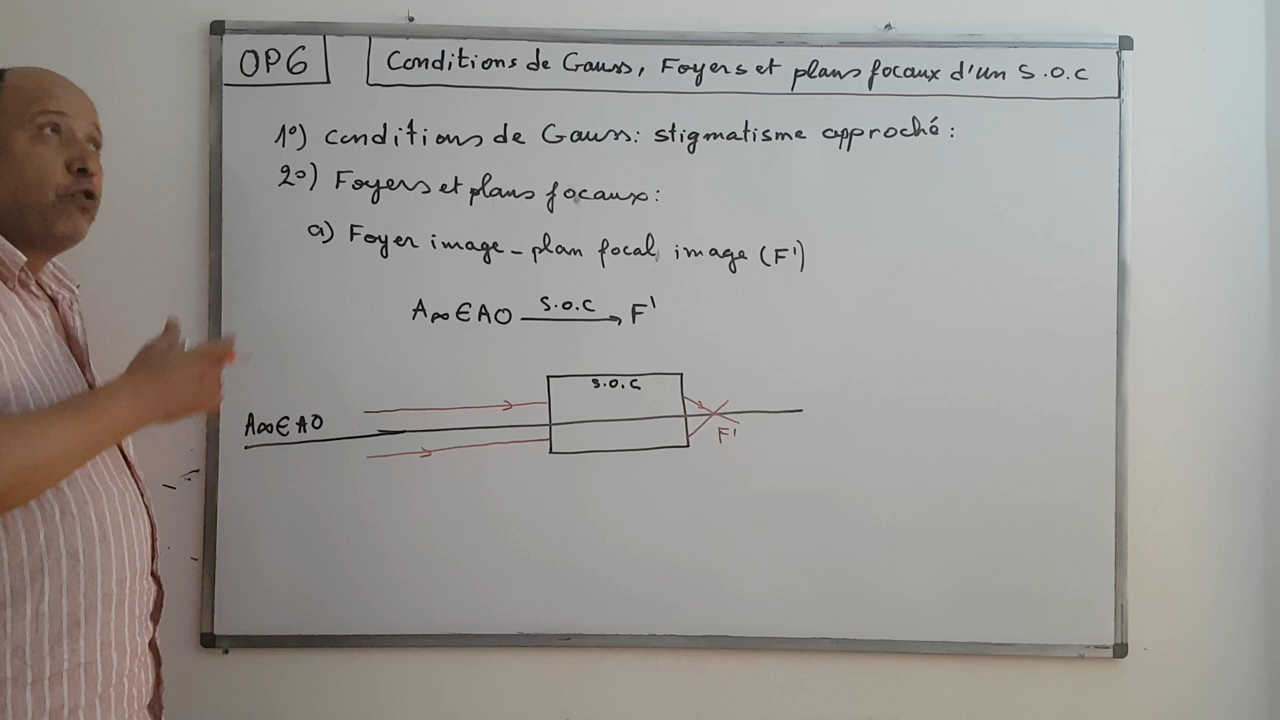 OP6
Conditions de Gauss, Foyers et plans focaux d'un S.O.C
1°) conditions de Gauss: stigmatisme approché:
2°) Foyers et plans focaux:
a) Foyer image - plan focal image (F')
A∞ ∈ AO S.O.C → F'
S.O.C
A∞ ∈ AO
F'